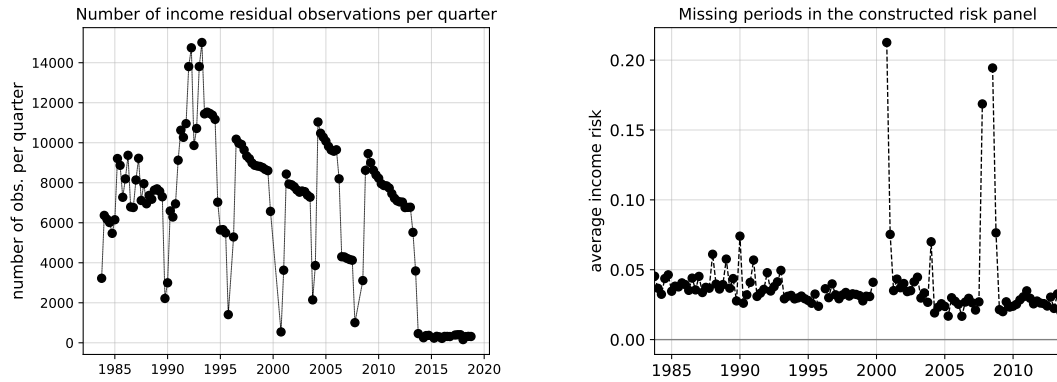 Number of income residual observations per quarter
number of obs. per quarter
14000
12000
10000
8000
6000
4000
2000
0
1985 1990 1995 2000 2005 2010 2015 2020
Missing periods in the constructed risk panel
average income risk
0.20
0.15
0.10
0.05
0.00
1985 1990 1995 2000 2005 2010